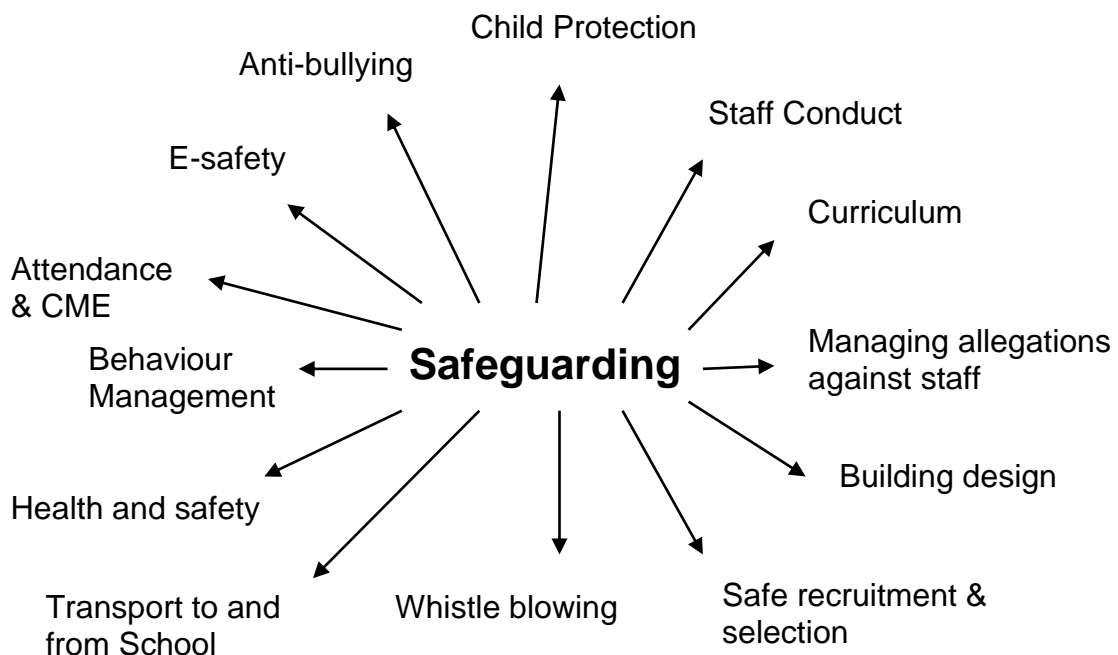 Child Protection
Anti-bullying
Staff Conduct
E-safety
Curriculum
Attendance
& CME
Managing allegations
against staff
Behaviour
Management
Safeguarding
Building design
Health and safety
Transport to and
from School
Whistle blowing
Safe recruitment &
selection